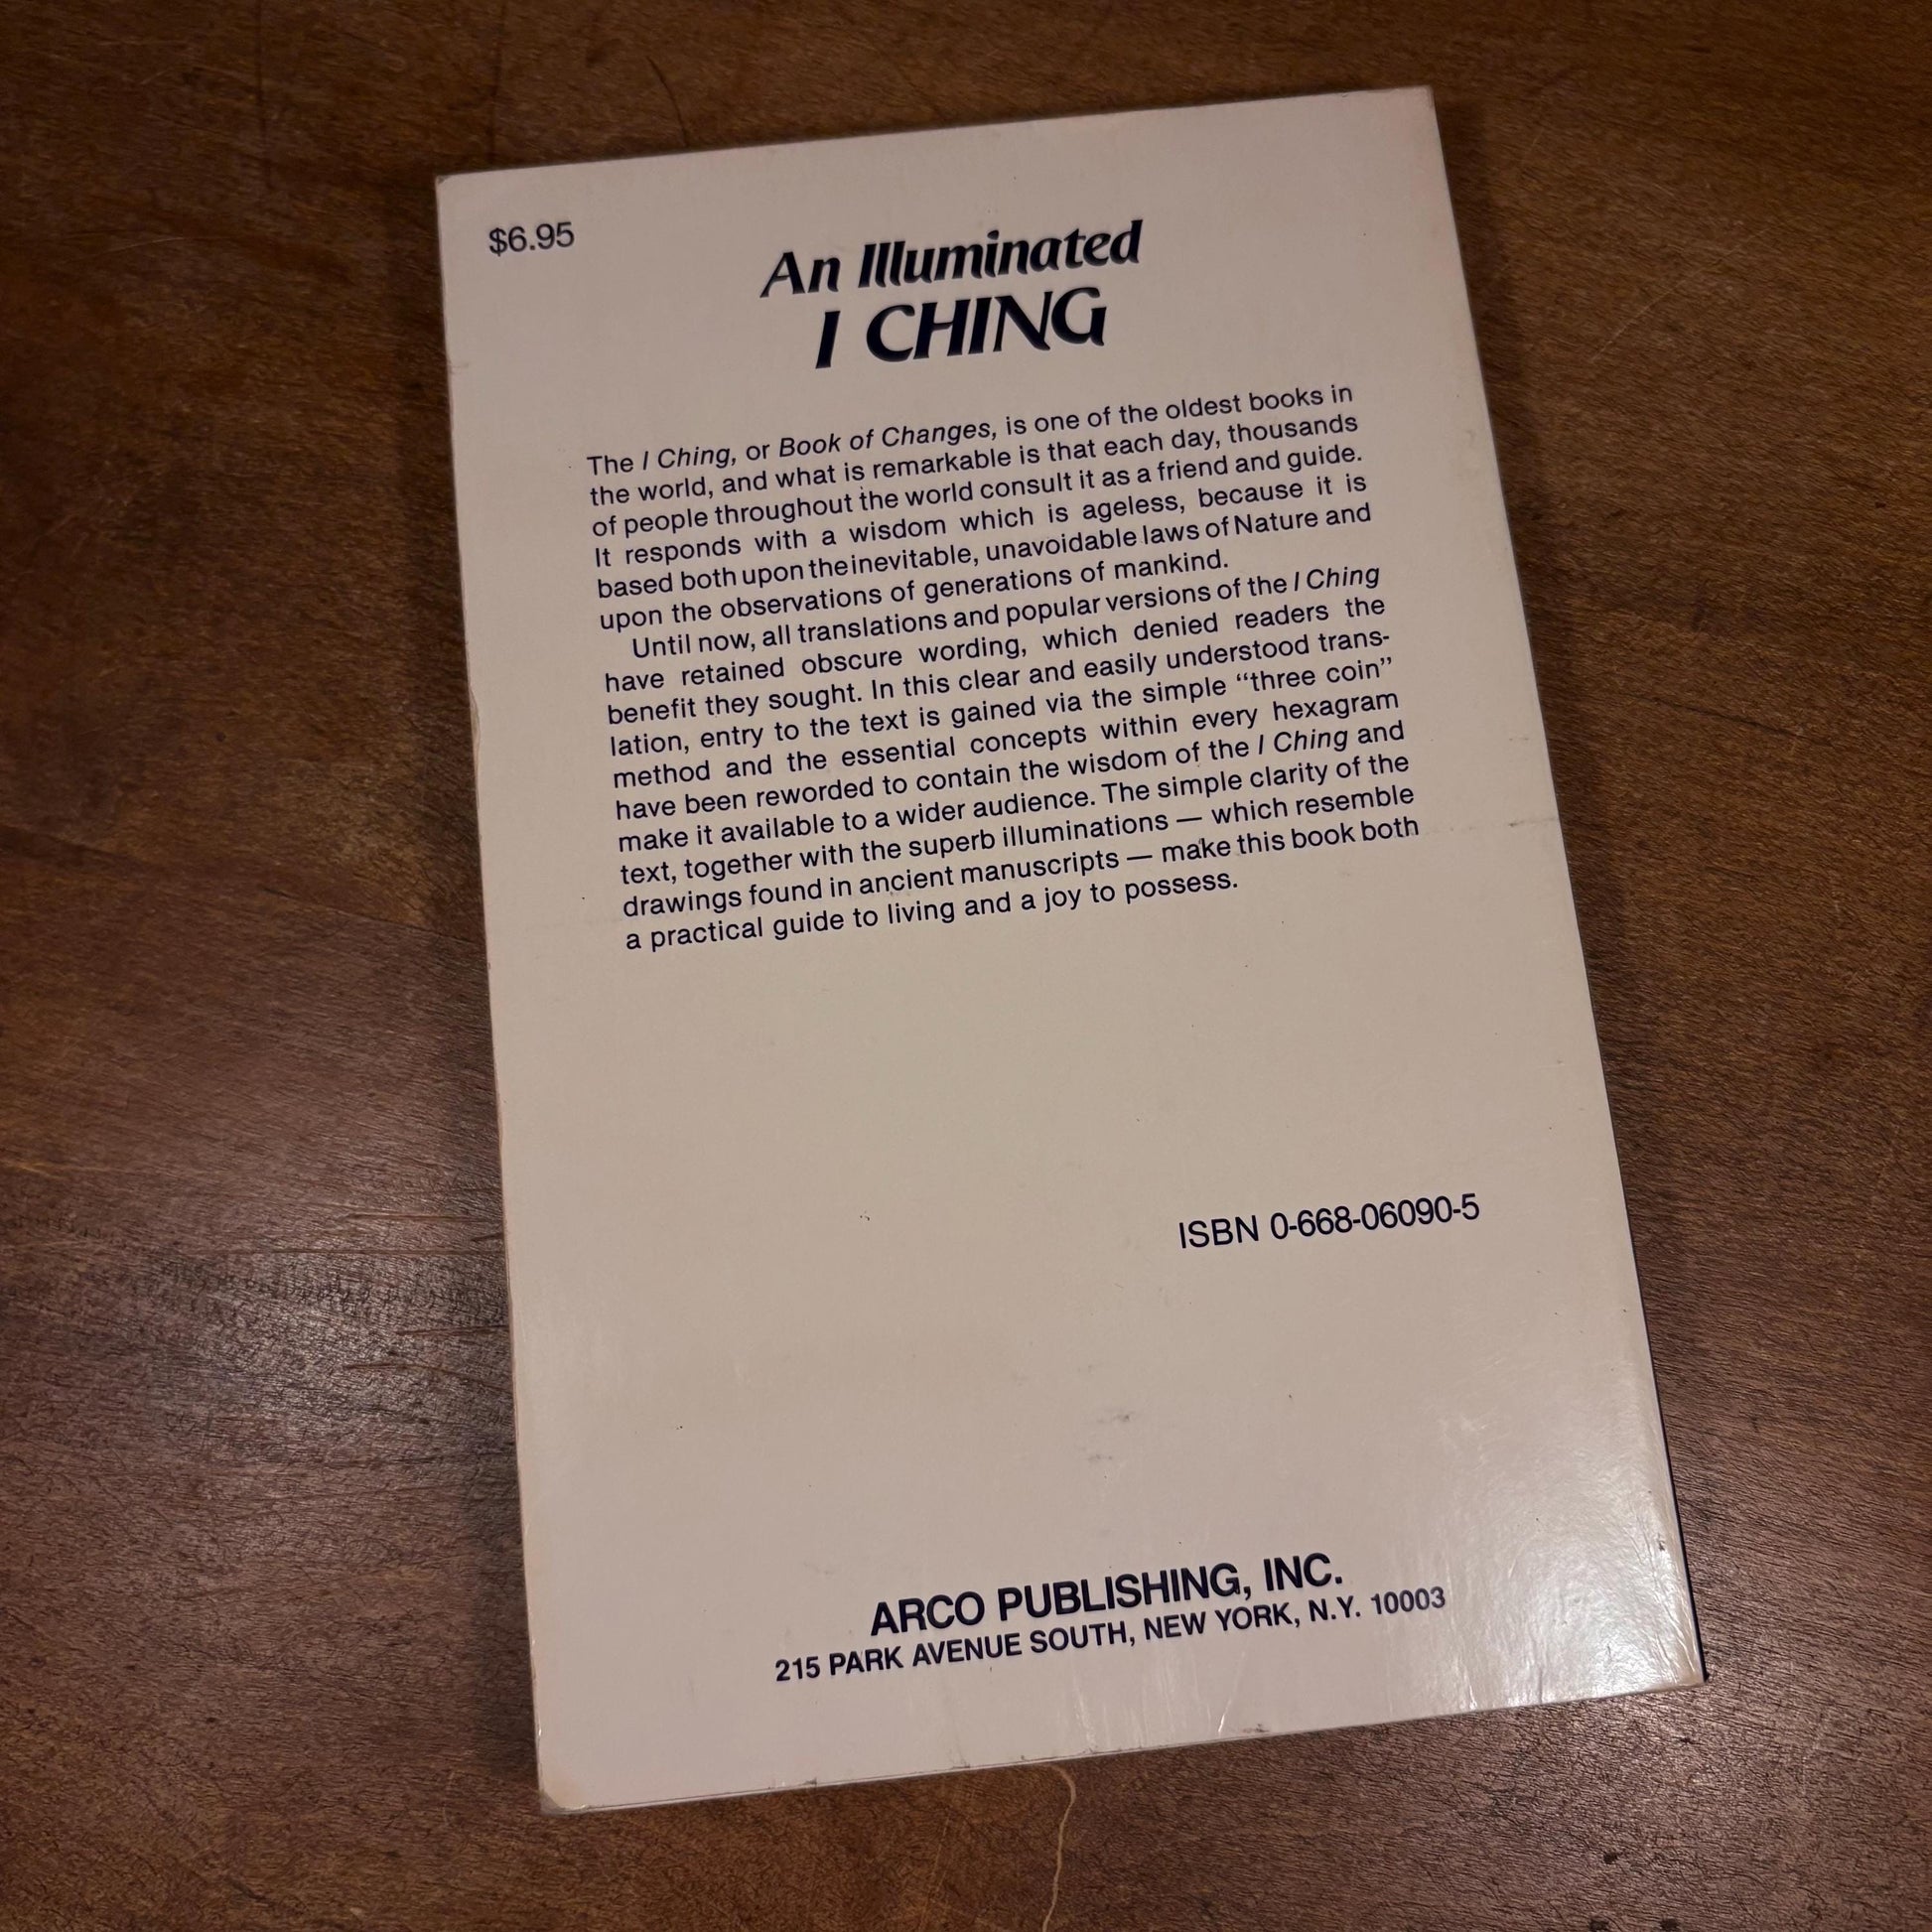 $6.95
An Illuminated
I CHING
The I Ching, or Book of Changes, is one of the oldest books in
the world, and what is remarkable is that each day, thousands
of people throughout the world consult it as a friend and guide.
It responds with a wisdom which is ageless, because it is
based both upon the inevitable, unavoidable laws of Nature and
upon the observations of generations of mankind.
Until now, all translations and popular versions of the I Ching
have retained obscure wording, which denied readers the
benefit they sought. In this clear and easily understood trans-
lation, entry to the text is gained via the simple “three coin”
method and the essential concepts within every hexagram
have been reworded to contain the wisdom of the I Ching and
make it available to a wider audience. The simple clarity of the
text, together with the superb illuminations — which resemble
drawings found in ancient manuscripts — make this book both
a practical guide to living and a joy to possess.
ISBN 0-668-06090-5
ARCO PUBLISHING, INC.
215 PARK AVENUE SOUTH, NEW YORK, N.Y. 10003